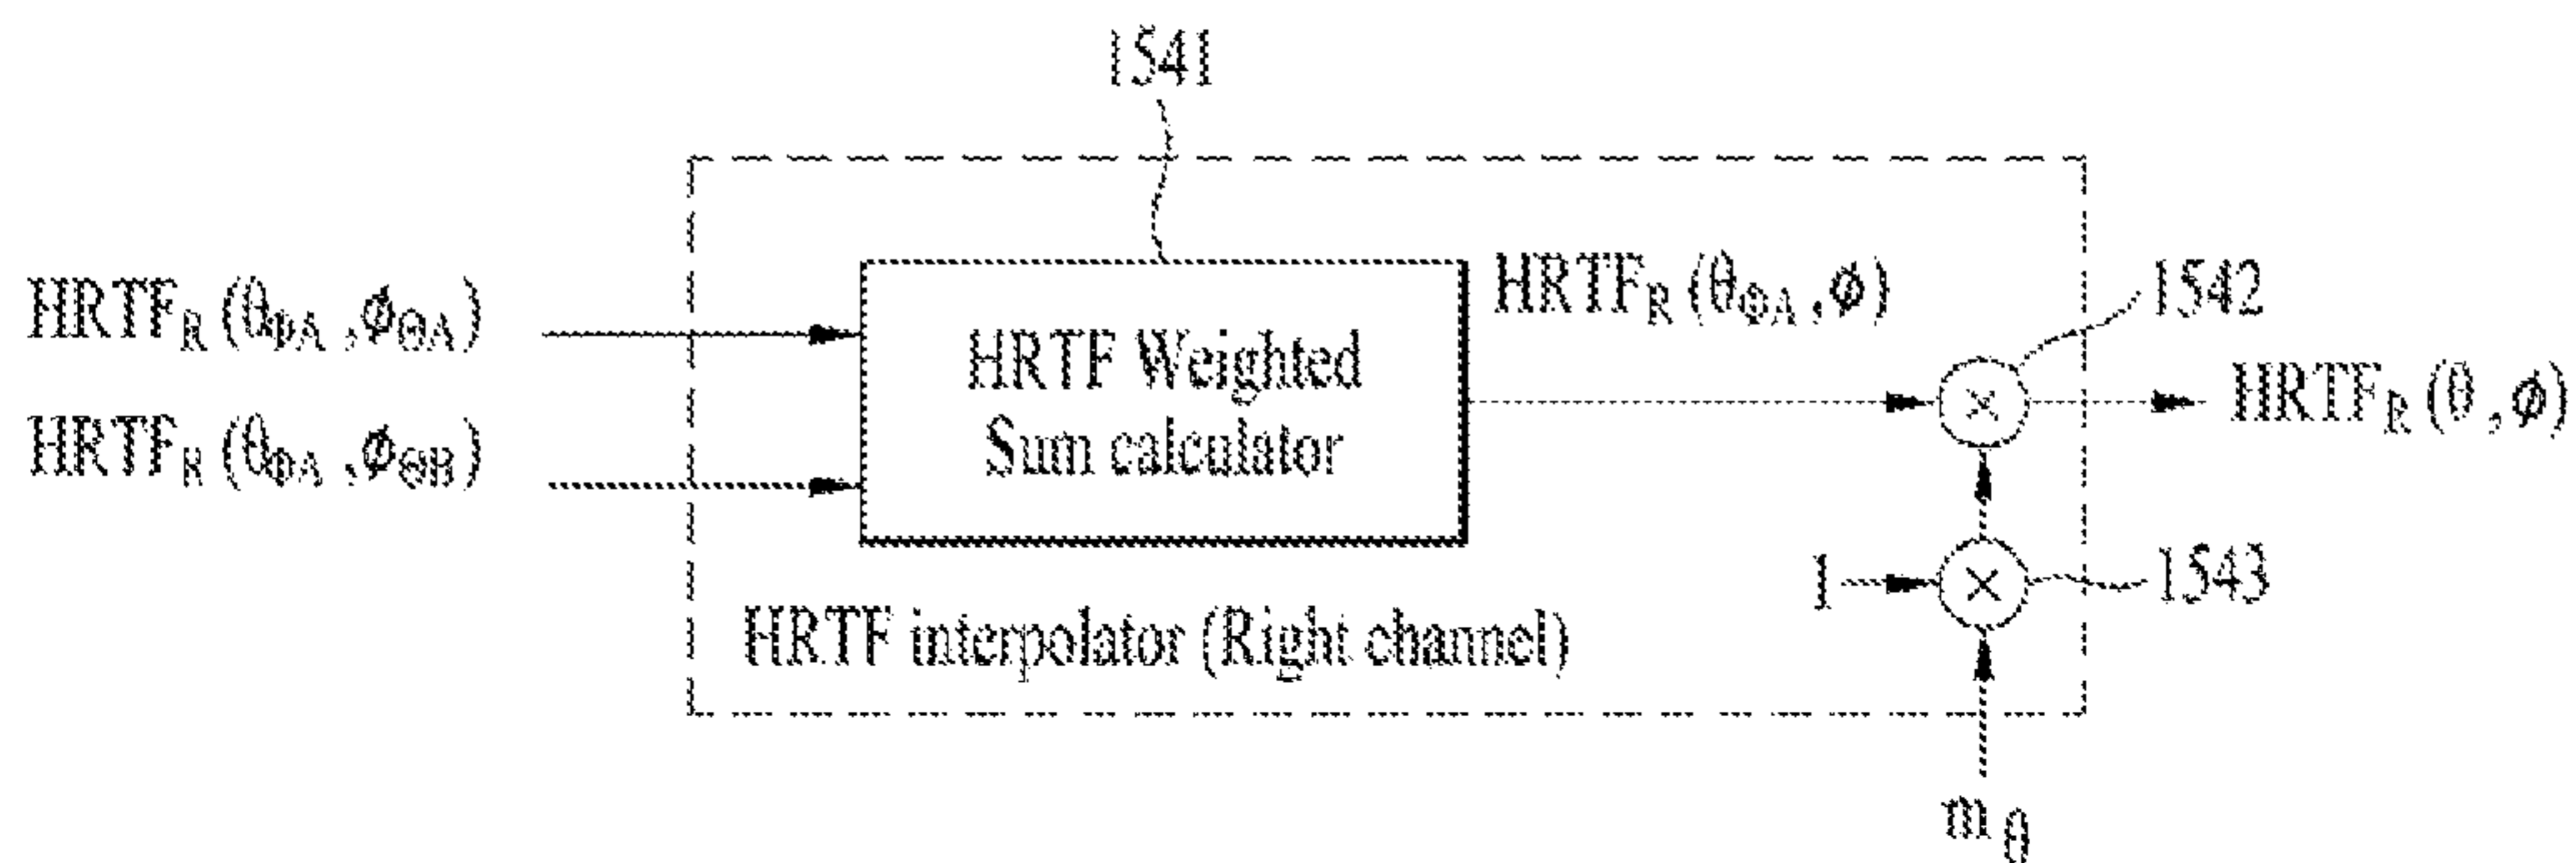 1541
HRTF_R (θ_ΦA ,ϕ_ΘA)
HRTF_R (θ_ΦA ,ϕ_ΘB)
HRTF Weighted
Sum calculator
HRTF_R (θ_ΦA ,ϕ)
1542
HRTF_R (θ ,ϕ)
1
1543
HRTF interpolator (Right channel)
m_θ